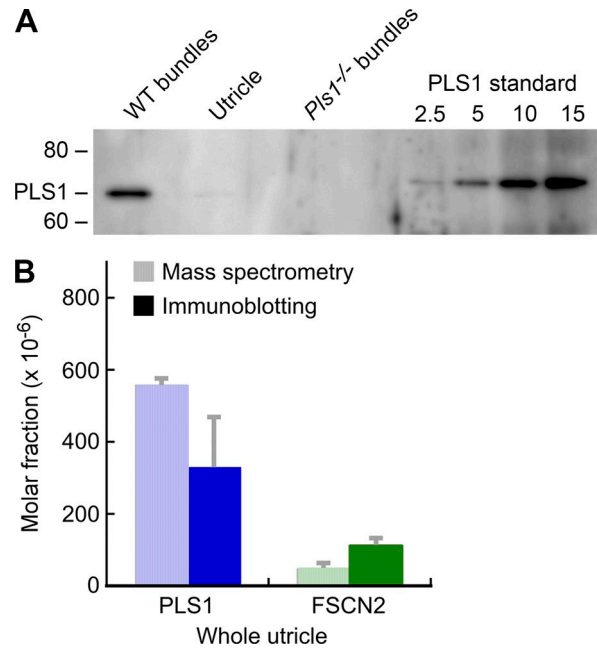 A
WT bundles
Utricle
Pls1-/- bundles
PLS1 standard
2.5 5 10 15
80 –
PLS1 –
60 –
B
Mass spectrometry
Immunoblotting
Molar fraction (x 10-6)
800
600
400
200
0
PLS1 FSCN2
Whole utricle